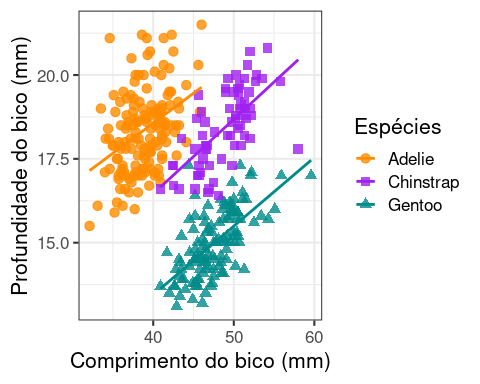 Profundidade do bico (mm)
20.0
17.5
15.0
40
50
60
Comprimento do bico (mm)
Espécies
Adelie
Chinstrap
Gentoo